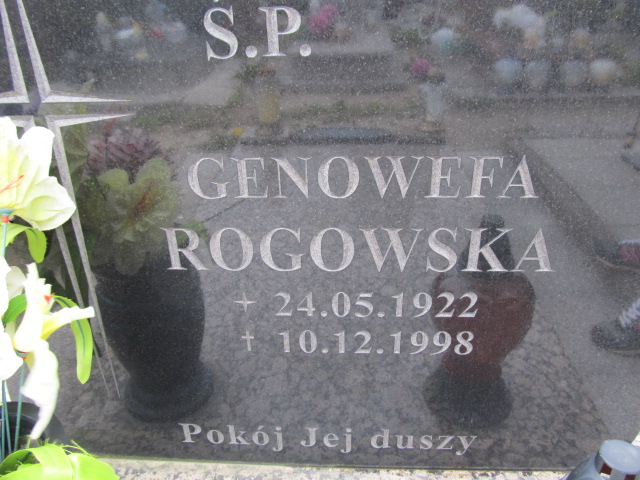 Ś.P.
GENOWEFA
ROGOWSKA
+ 24.05.1922
† 10.12.1998
Pokój Jej duszy